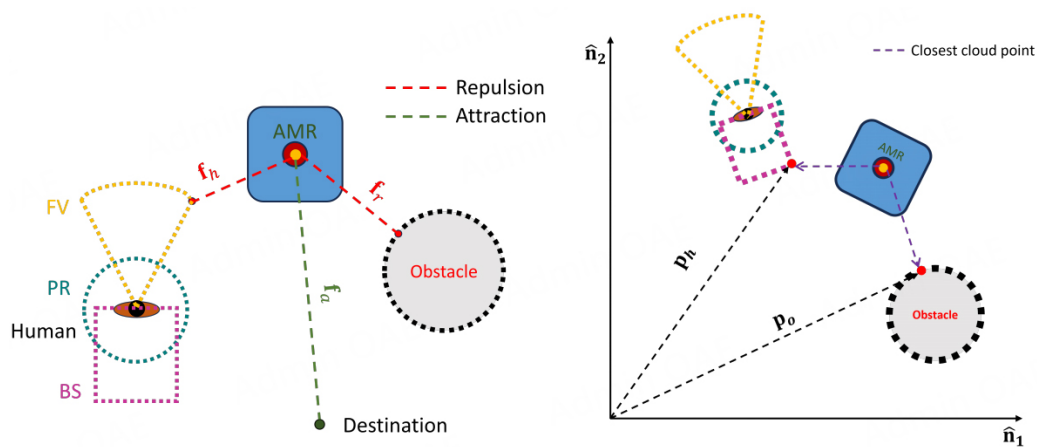 Repulsion
Attraction
AMR
f_h
f_r
FV
Obstacle
PR
f_a
Human
BS
Destination
n̂₂
Closest cloud point
AMR
p_h
p_o
Obstacle
n̂₁